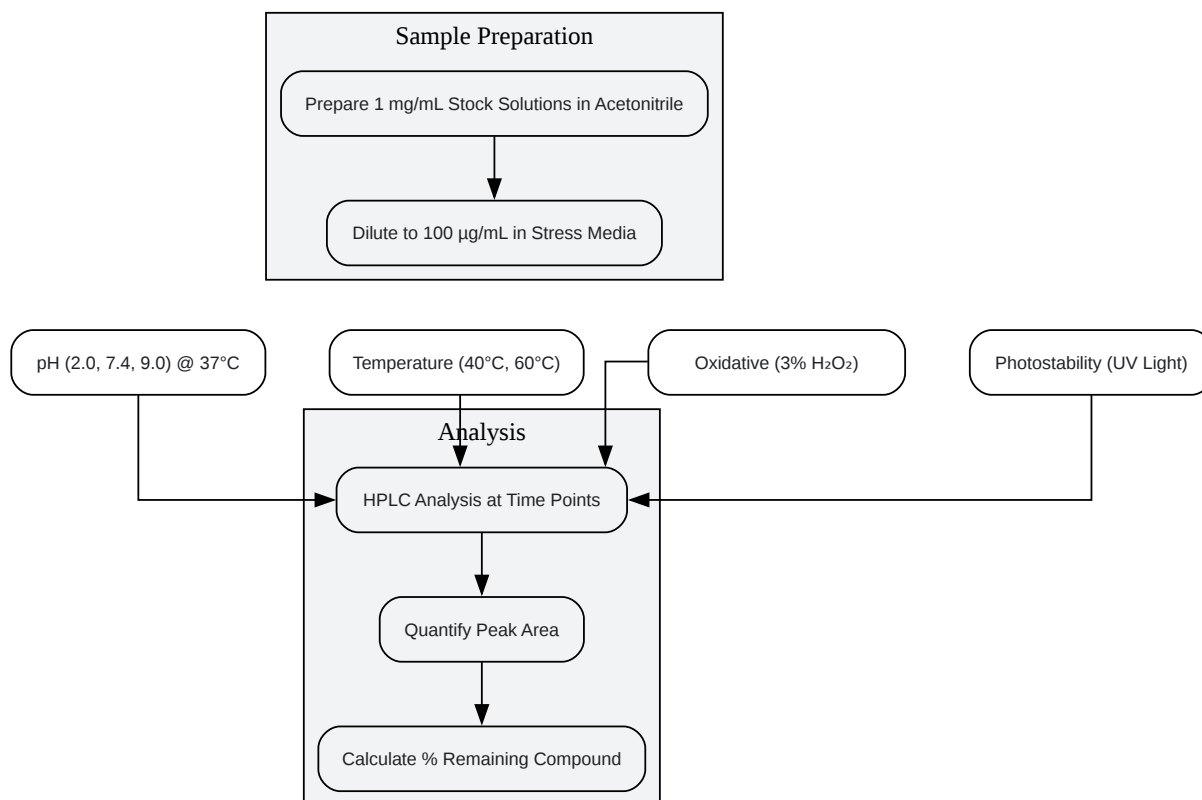 Sample Preparation
Prepare 1 mg/mL Stock Solutions in Acetonitrile
Dilute to 100 µg/mL in Stress Media
pH (2.0, 7.4, 9.0) @ 37°C
Temperature (40°C, 60°C)
Oxidative (3% H₂O₂)
Photostability (UV Light)
Analysis
HPLC Analysis at Time Points
Quantify Peak Area
Calculate % Remaining Compound